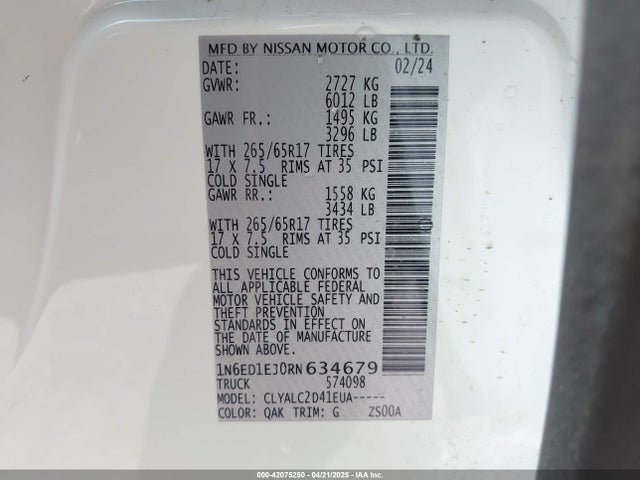 MFD BY NISSAN MOTOR CO., LTD.
DATE: 02/24
GVWR: 2727 KG
6012 LB
GAWR FR.: 1495 KG
3296 LB
WITH 265/65R17 TIRES
17 X 7.5 RIMS AT 35 PSI
COLD SINGLE
GAWR RR.: 1558 KG
3434 LB
WITH 265/65R17 TIRES
17 X 7.5 RIMS AT 35 PSI
COLD SINGLE
THIS VEHICLE CONFORMS TO
ALL APPLICABLE FEDERAL
MOTOR VEHICLE SAFETY AND
THEFT PREVENTION
STANDARDS IN EFFECT ON
THE DATE OF MANUFACTURE
SHOWN ABOVE.
1N6ED1EJ0RN634679
TRUCK 574098
MODEL: CLYALC2D41EUA-----
COLOR: QAK TRIM: G ZS00A
000-42075250 - 04/21/2025 - IAAI.COM